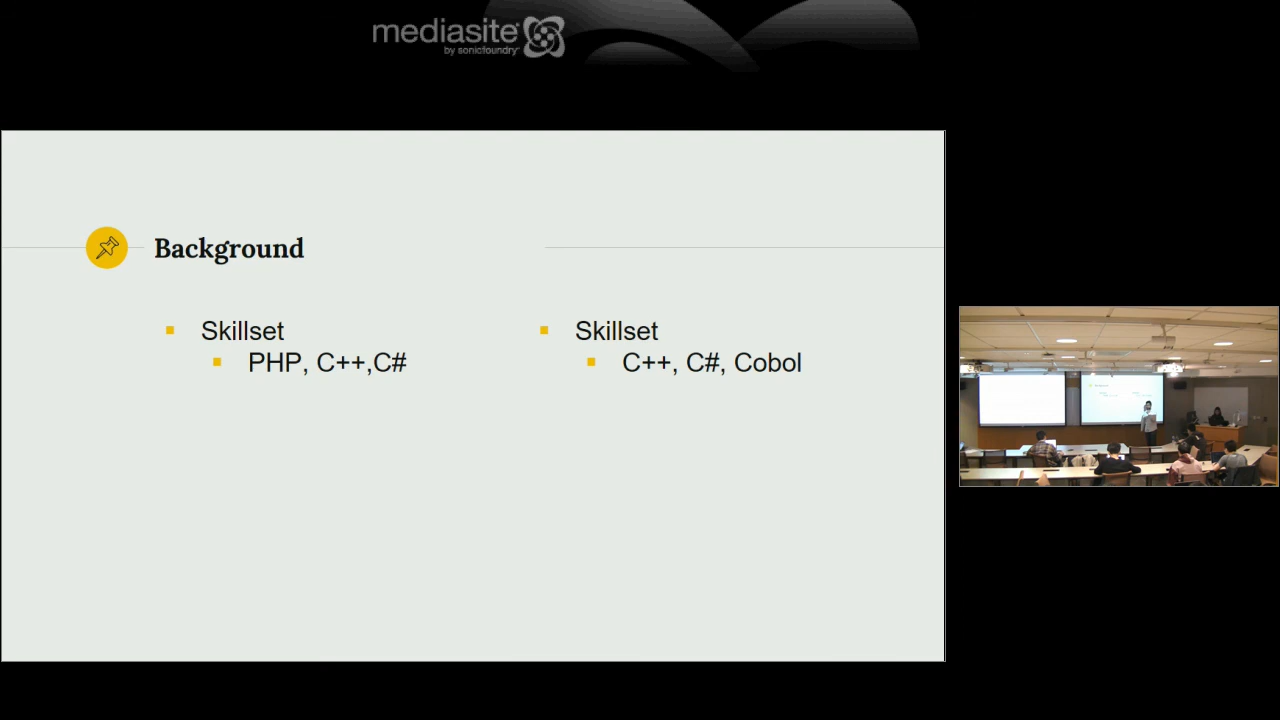 mediasite
by sonicfoundry
Background
Skillset
PHP, C++,C#
Skillset
C++, C#, Cobol